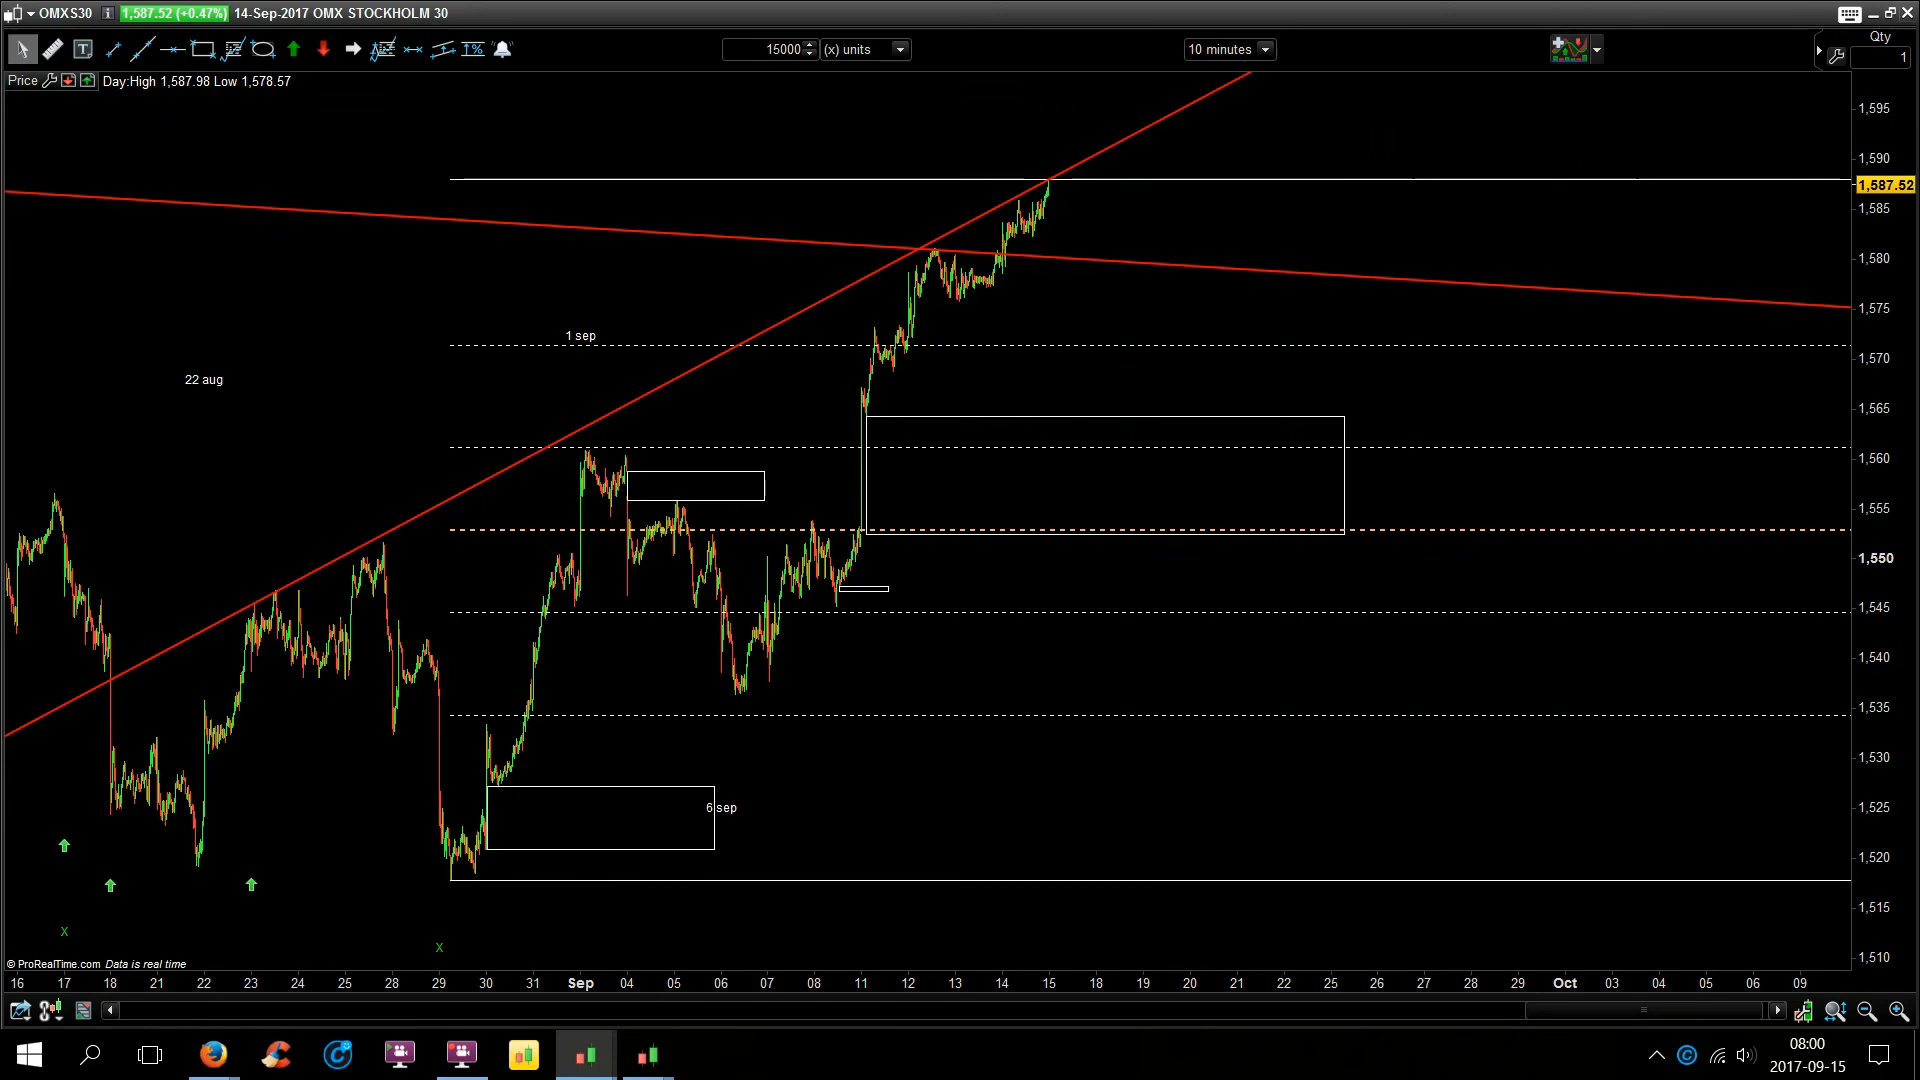 OMXS30 i 1,587.52 (+0.47%) 14-Sep-2017 OMX STOCKHOLM 30
T 15000 (x) units 10 minutes Qty
1
Price Day:High 1,587.98 Low 1,578.57
1,595
1,590
1,587.52
1,585
1,580
1,575
1,570
1,565
1,560
1,555
1,550
1,545
1,540
1,535
1,530
1,525
1,520
1,515
1,510
1 sep
22 aug
6 sep
X
X
© ProRealTime.com Data is real time
16 17 18 21 22 23 24 25 28 29 30 31 Sep 04 05 06 07 08 11 12 13 14 15 18 19 20 21 22 25 26 27 28 29 Oct 03 04 05 06 09
08:00
2017-09-15